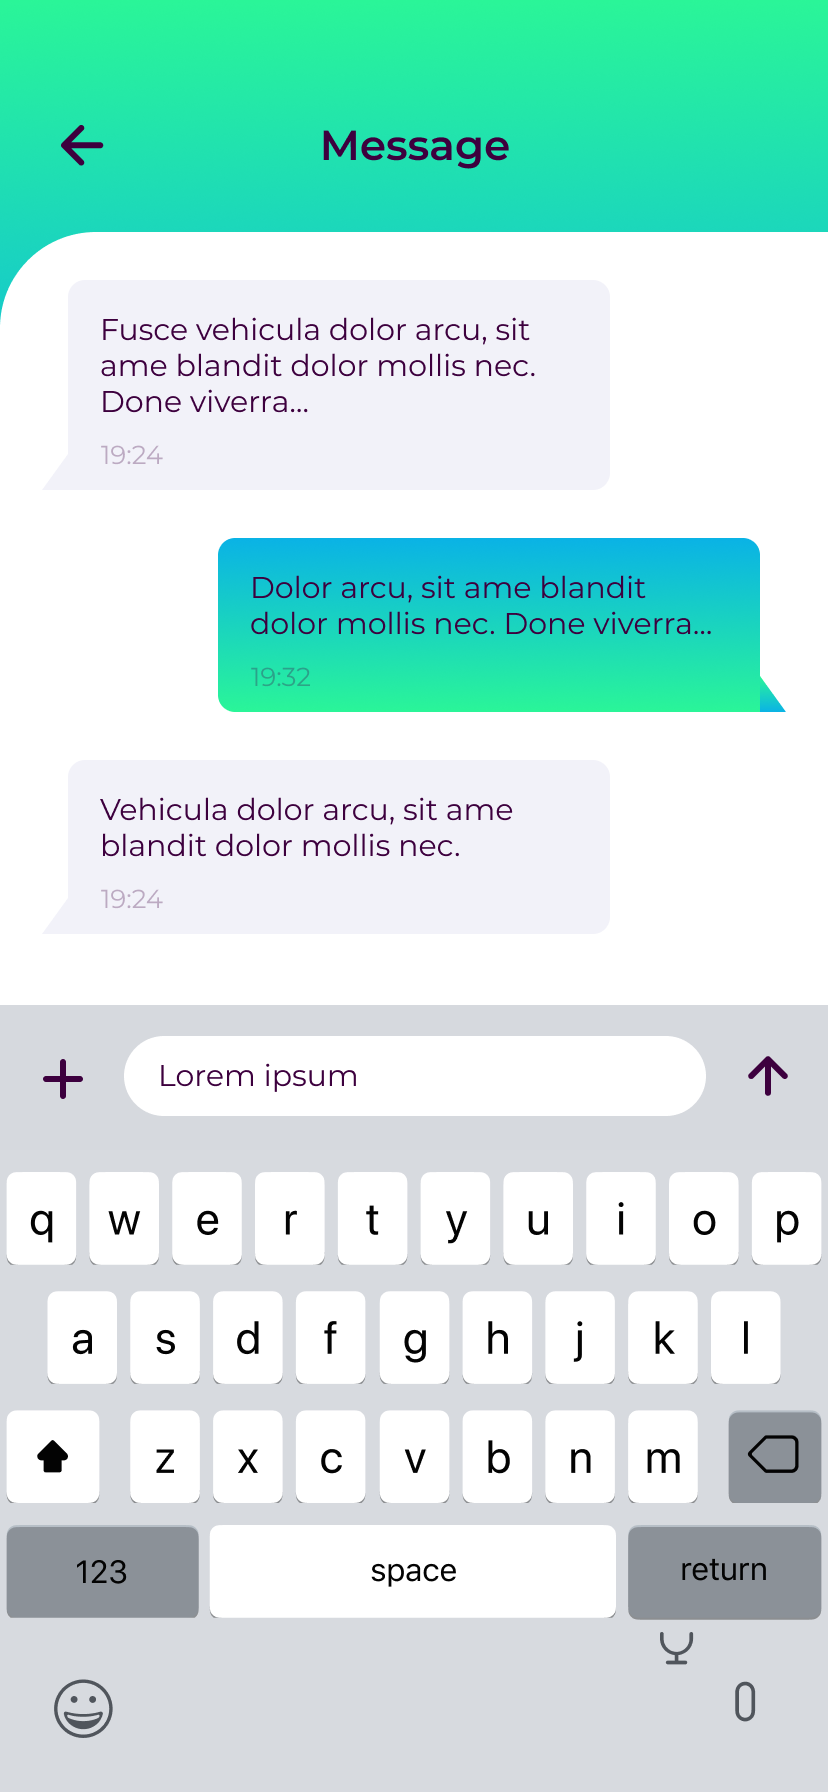 Message
Fusce vehicula dolor arcu, sit
ame blandit dolor mollis nec.
Done viverra...
19:24
Dolor arcu, sit ame blandit
dolor mollis nec. Done viverra...
19:32
Vehicula dolor arcu, sit ame
blandit dolor mollis nec.
19:24
Lorem ipsum
q w e r t y u i o p
a s d f g h j k l
z x c v b n m
123 space return